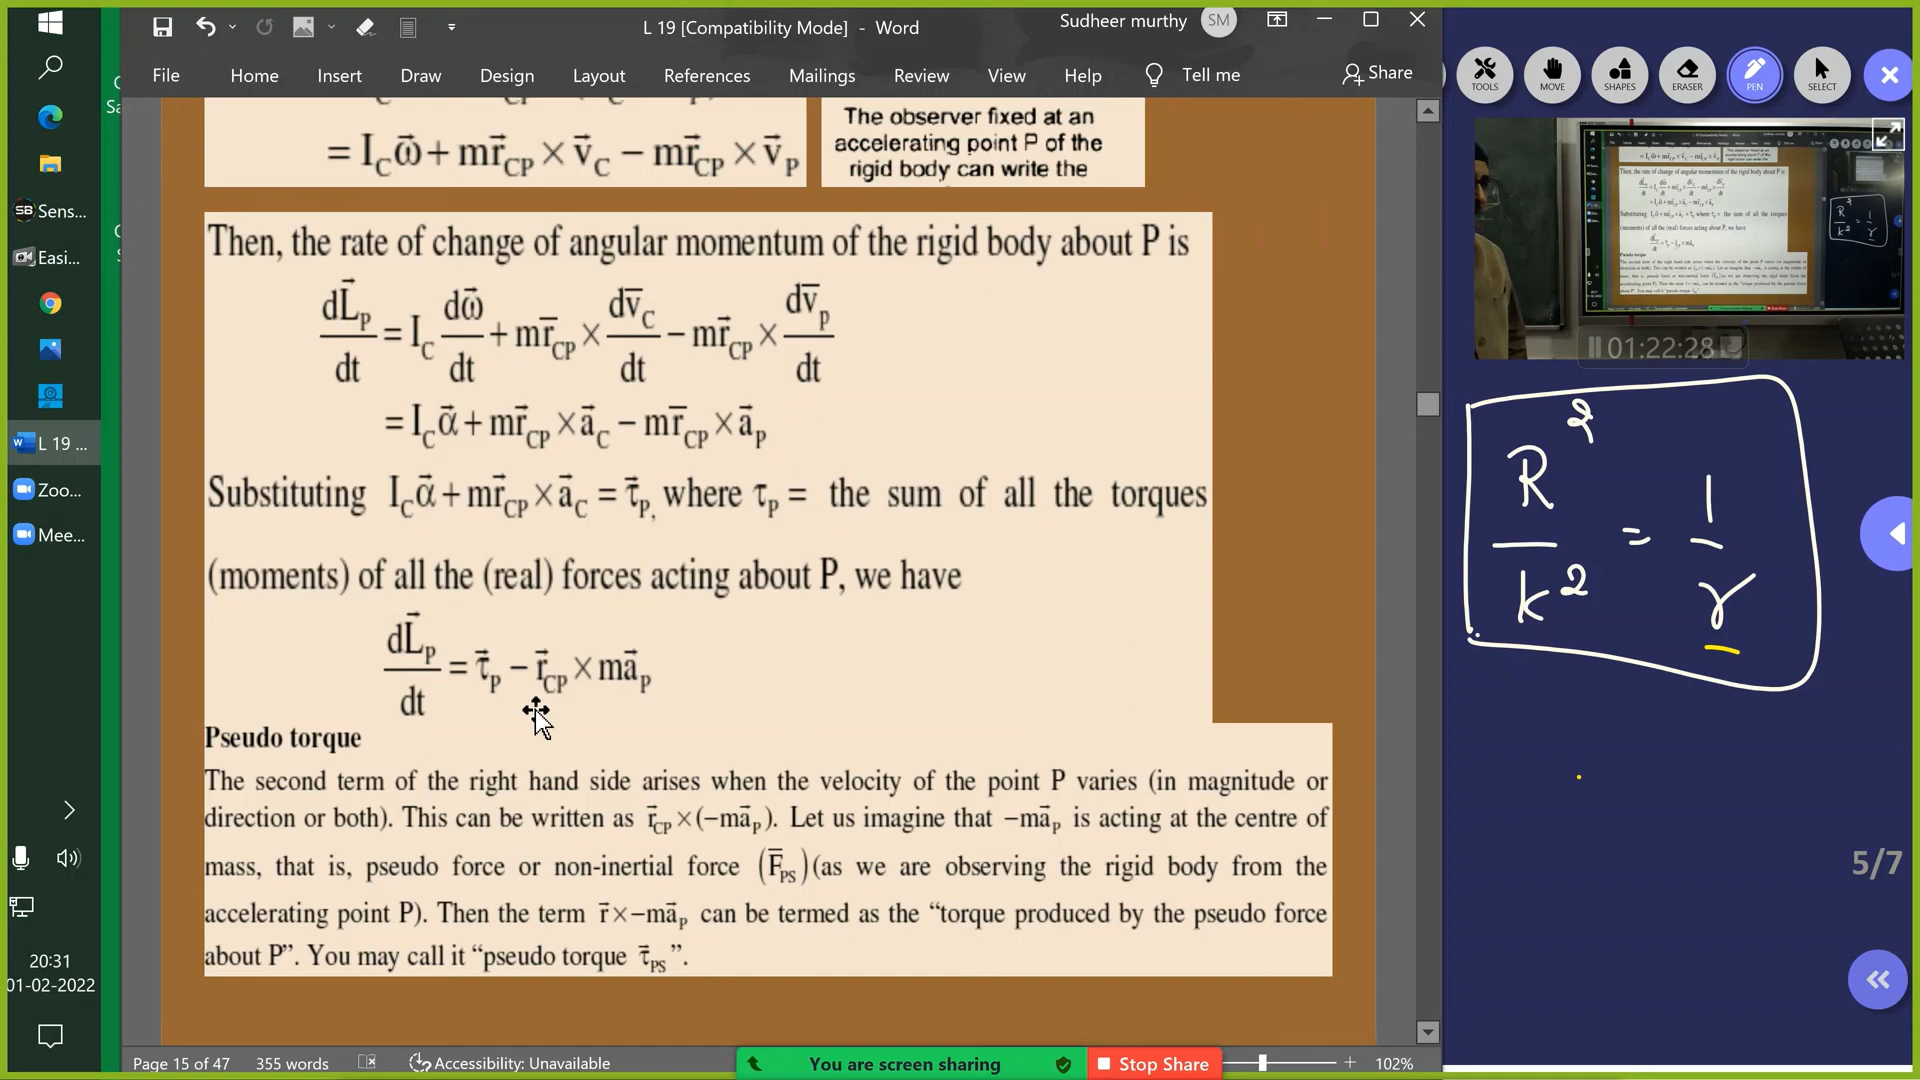 L 19 [Compatibility Mode] - Word
Sudheer murthy
SM
File Home Insert Draw Design Layout References Mailings Review View Help Tell me Share
= I_C ω⃗ + m r⃗_CP × v⃗_C − m r⃗_CP × v⃗_P
The observer fixed at an
accelerating point P of the
rigid body can write the
Then, the rate of change of angular momentum of the rigid body about P is
dL⃗_P/dt = I_C dω⃗/dt + m r̅_CP × dv̅_C/dt − m r⃗_CP × dv̅_p/dt
= I_C α⃗ + m r⃗_CP × a⃗_C − m r̅_CP × a⃗_P
Substituting I_C α⃗ + m r⃗_CP × a⃗_C = τ⃗_P, where τ_P = the sum of all the torques
(moments) of all the (real) forces acting about P, we have
dL⃗_P/dt = τ⃗_P − r⃗_CP × m a⃗_P
Pseudo torque
The second term of the right hand side arises when the velocity of the point P varies (in magnitude or
direction or both). This can be written as r⃗_CP × (−m a⃗_P). Let us imagine that −m a⃗_P is acting at the centre of
mass, that is, pseudo force or non-inertial force (F̅_PS) (as we are observing the rigid body from the
accelerating point P). Then the term r⃗ × −m a⃗_P can be termed as the “torque produced by the pseudo force
about P”. You may call it “pseudo torque τ⃗_PS”.
Page 15 of 47 355 words Accessibility: Unavailable
You are screen sharing
Stop Share
102%
Sens...
Easi...
L 19 ...
Zoo...
Mee...
20:31
01-02-2022
TOOLS MOVE SHAPES ERASER PEN SELECT
01:22:28
R²/k² = 1/γ
5/7